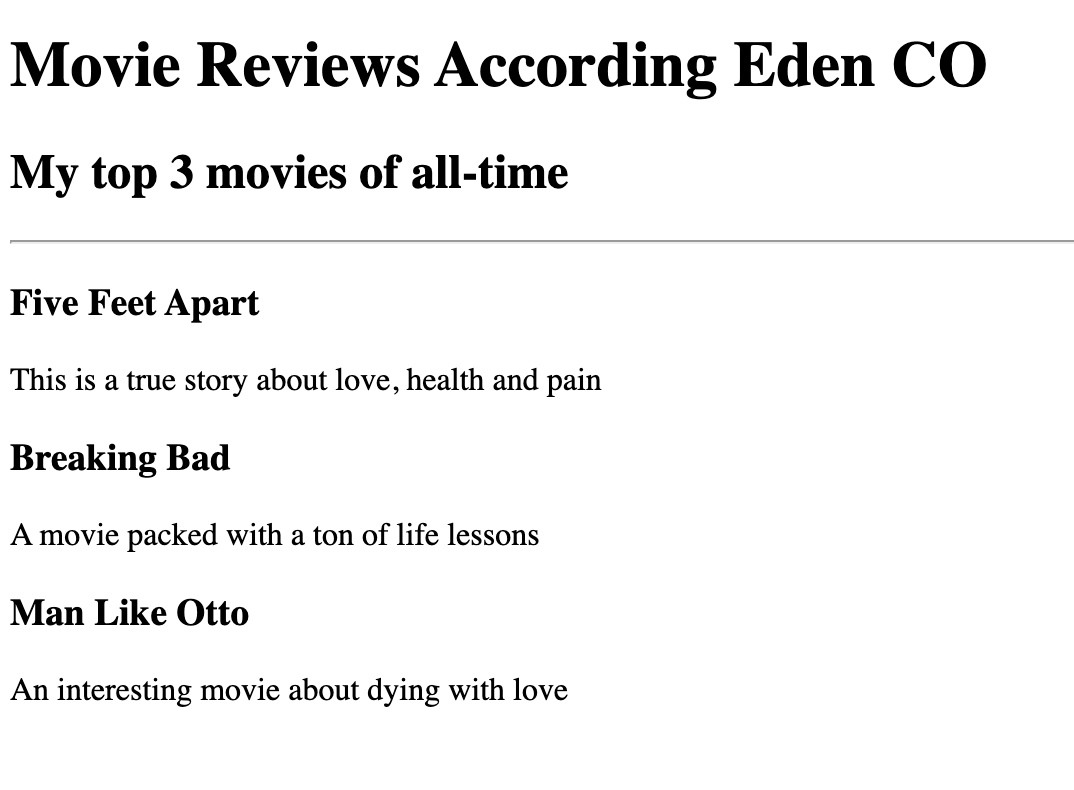 Movie Reviews According Eden CO
My top 3 movies of all-time
Five Feet Apart
This is a true story about love, health and pain
Breaking Bad
A movie packed with a ton of life lessons
Man Like Otto
An interesting movie about dying with love